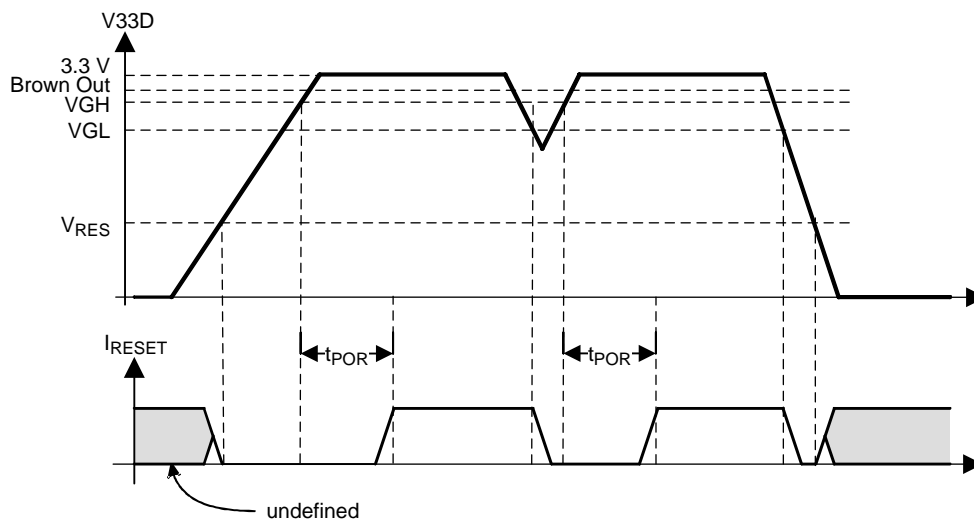 V33D
3.3 V
Brown Out
VGH
VGL
VRES
IRESET
tPOR
tPOR
undefined